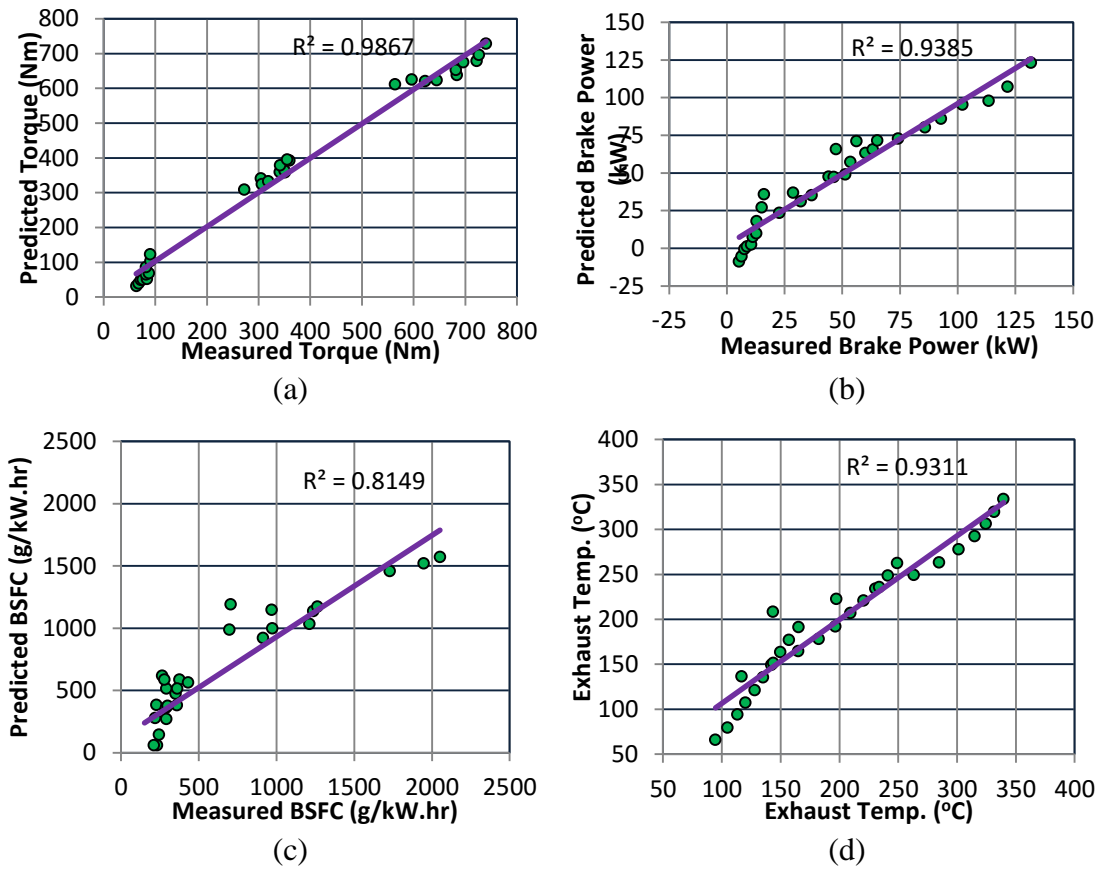 Predicted Torque (Nm)
800
700
600
500
400
300
200
100
0
R² = 0.9867
0 100 200 300 400 500 600 700 800
Measured Torque (Nm)
(a)
Predicted Brake Power
(kW)
150
125
100
75
50
25
0
-25
R² = 0.9385
-25 0 25 50 75 100 125 150
Measured Brake Power (kW)
(b)
Predicted BSFC (g/kW.hr)
2500
2000
1500
1000
500
0
R² = 0.8149
0 500 1000 1500 2000 2500
Measured BSFC (g/kW.hr)
(c)
Exhaust Temp. (ºC)
400
350
300
250
200
150
100
50
R² = 0.9311
50 100 150 200 250 300 350 400
Exhaust Temp. (ºC)
(d)